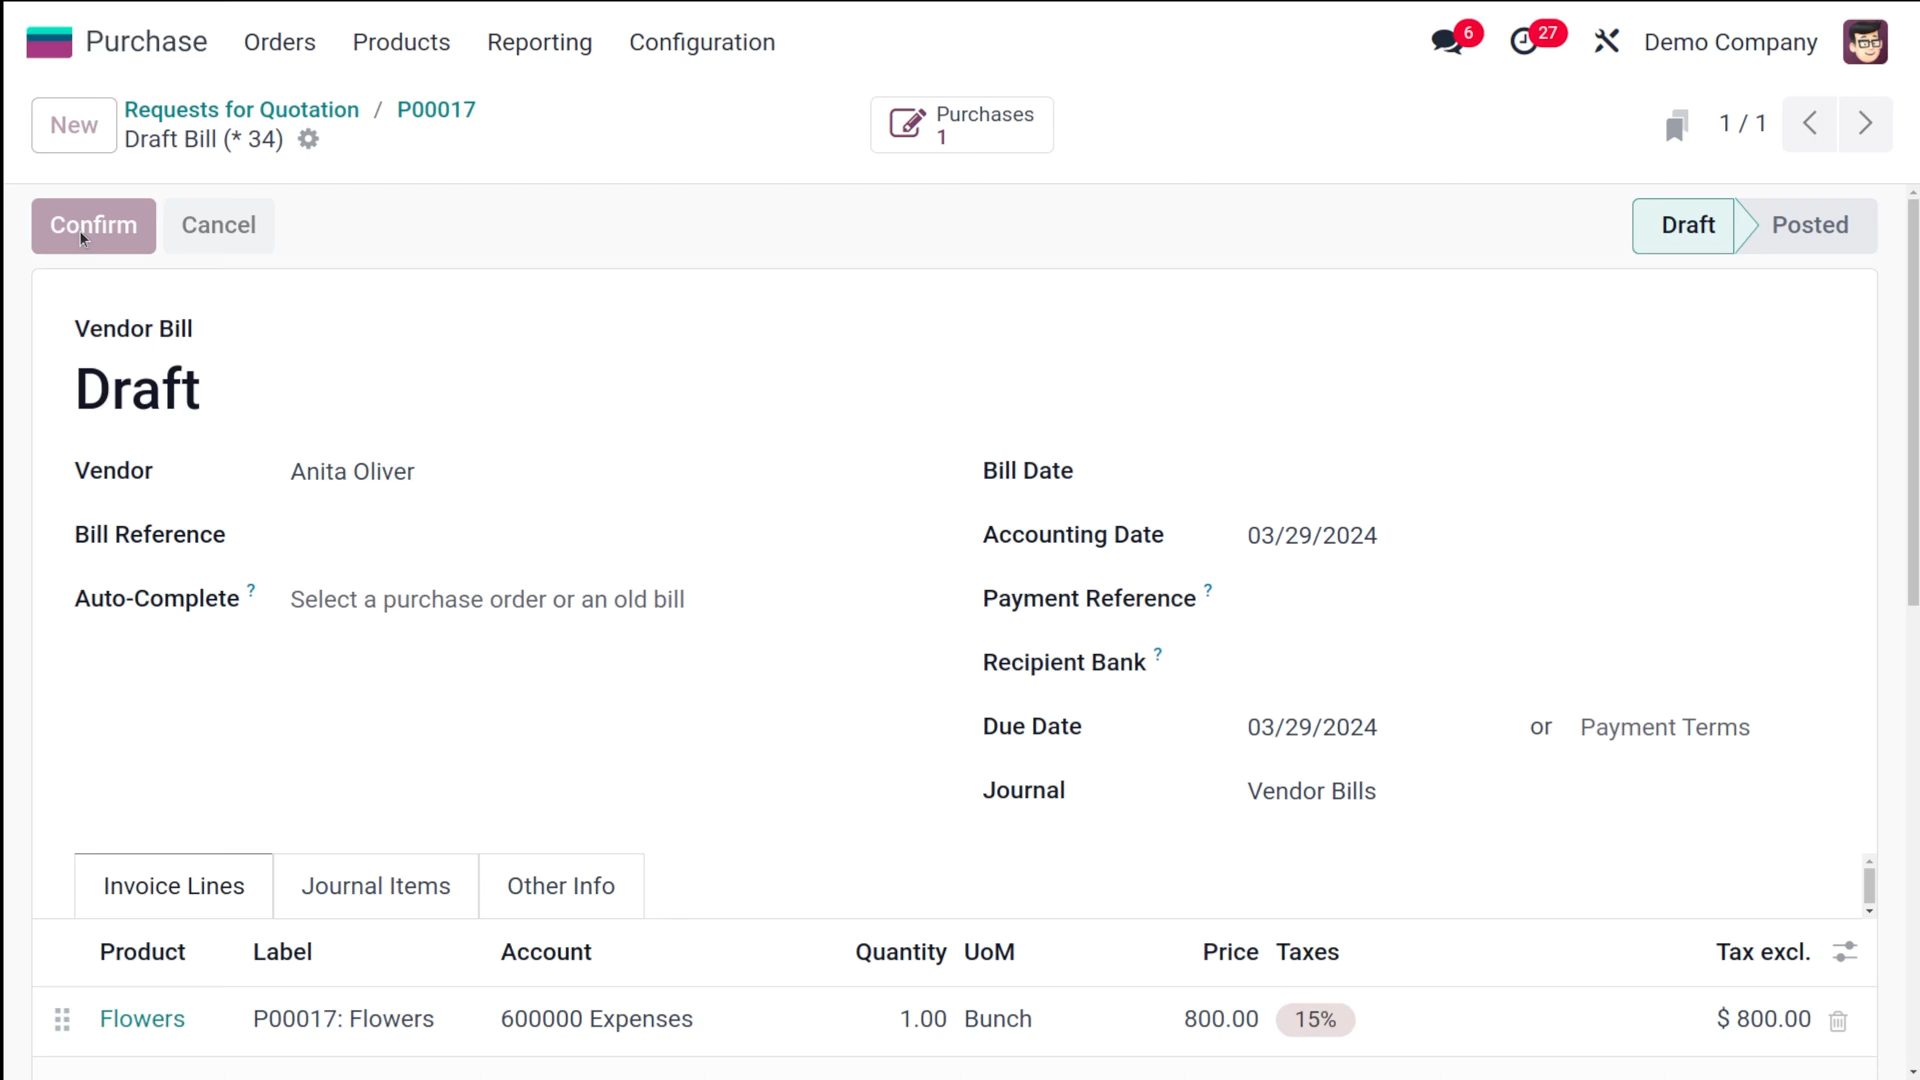 Purchase Orders Products Reporting Configuration 6 27 Demo Company
New Requests for Quotation / P00017 Purchases 1 / 1
Draft Bill (* 34) 1
Confirm Cancel Draft Posted
Vendor Bill
Draft
Vendor Anita Oliver Bill Date
Bill Reference Accounting Date 03/29/2024
Auto-Complete ? Select a purchase order or an old bill Payment Reference ?
Recipient Bank ?
Due Date 03/29/2024 or Payment Terms
Journal Vendor Bills
Invoice Lines Journal Items Other Info
Product Label Account Quantity UoM Price Taxes Tax excl.
Flowers P00017: Flowers 600000 Expenses 1.00 Bunch 800.00 15% $ 800.00